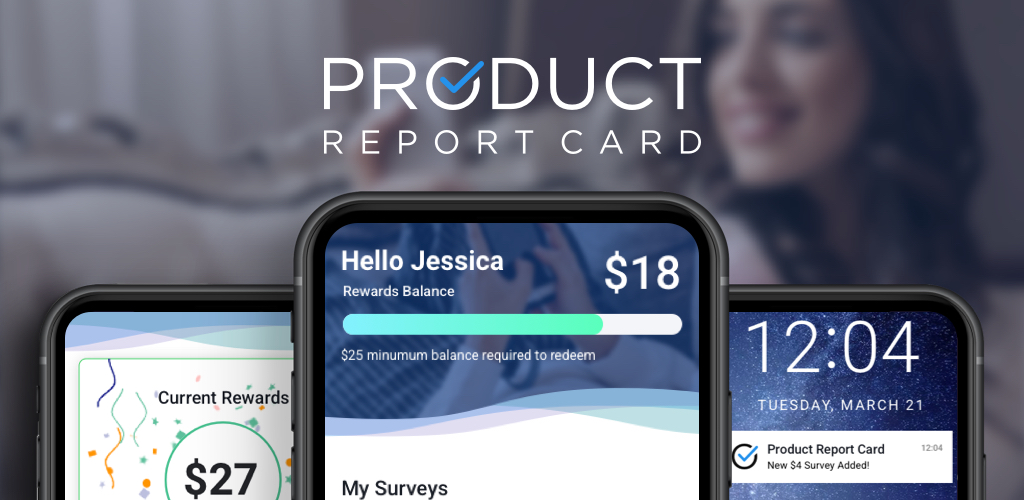 PRODUCT
REPORT CARD
Hello Jessica
$18
Rewards Balance
$25 minumum balance required to redeem
My Surveys
Current Rewards
$27
12:04
TUESDAY, MARCH 21
Product Report Card
12:04
New $4 Survey Added!